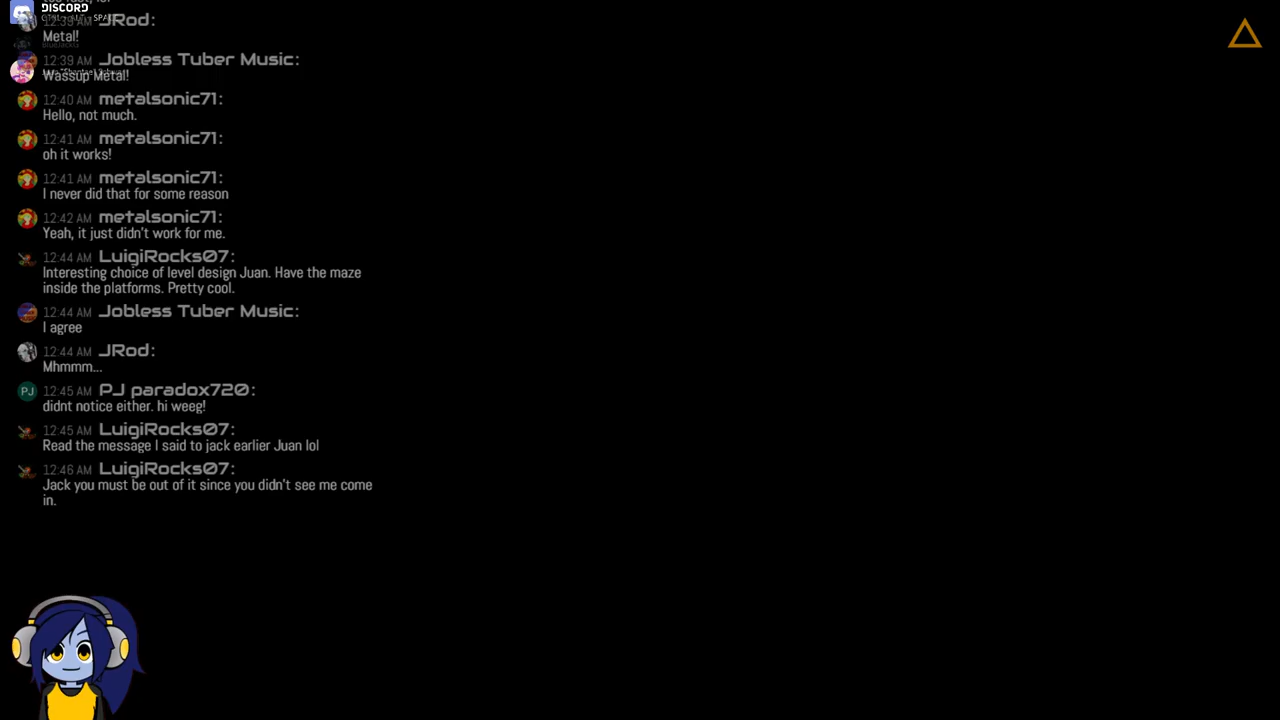 DISCORD
12:39 AM JRod:
Metal!
BlueJackG
12:39 AM Jobless Tuber Music:
Wassup Metal!
12:40 AM metalsonic71:
Hello, not much.
12:41 AM metalsonic71:
oh it works!
12:41 AM metalsonic71:
I never did that for some reason
12:42 AM metalsonic71:
Yeah, it just didn't work for me.
12:44 AM LuigiRocks07:
Interesting choice of level design Juan. Have the maze
inside the platforms. Pretty cool.
12:44 AM Jobless Tuber Music:
I agree
12:44 AM JRod:
Mhmmm...
PJ 12:45 AM PJ paradox720:
didnt notice either. hi weeg!
12:45 AM LuigiRocks07:
Read the message I said to jack earlier Juan lol
12:46 AM LuigiRocks07:
Jack you must be out of it since you didn't see me come
in.